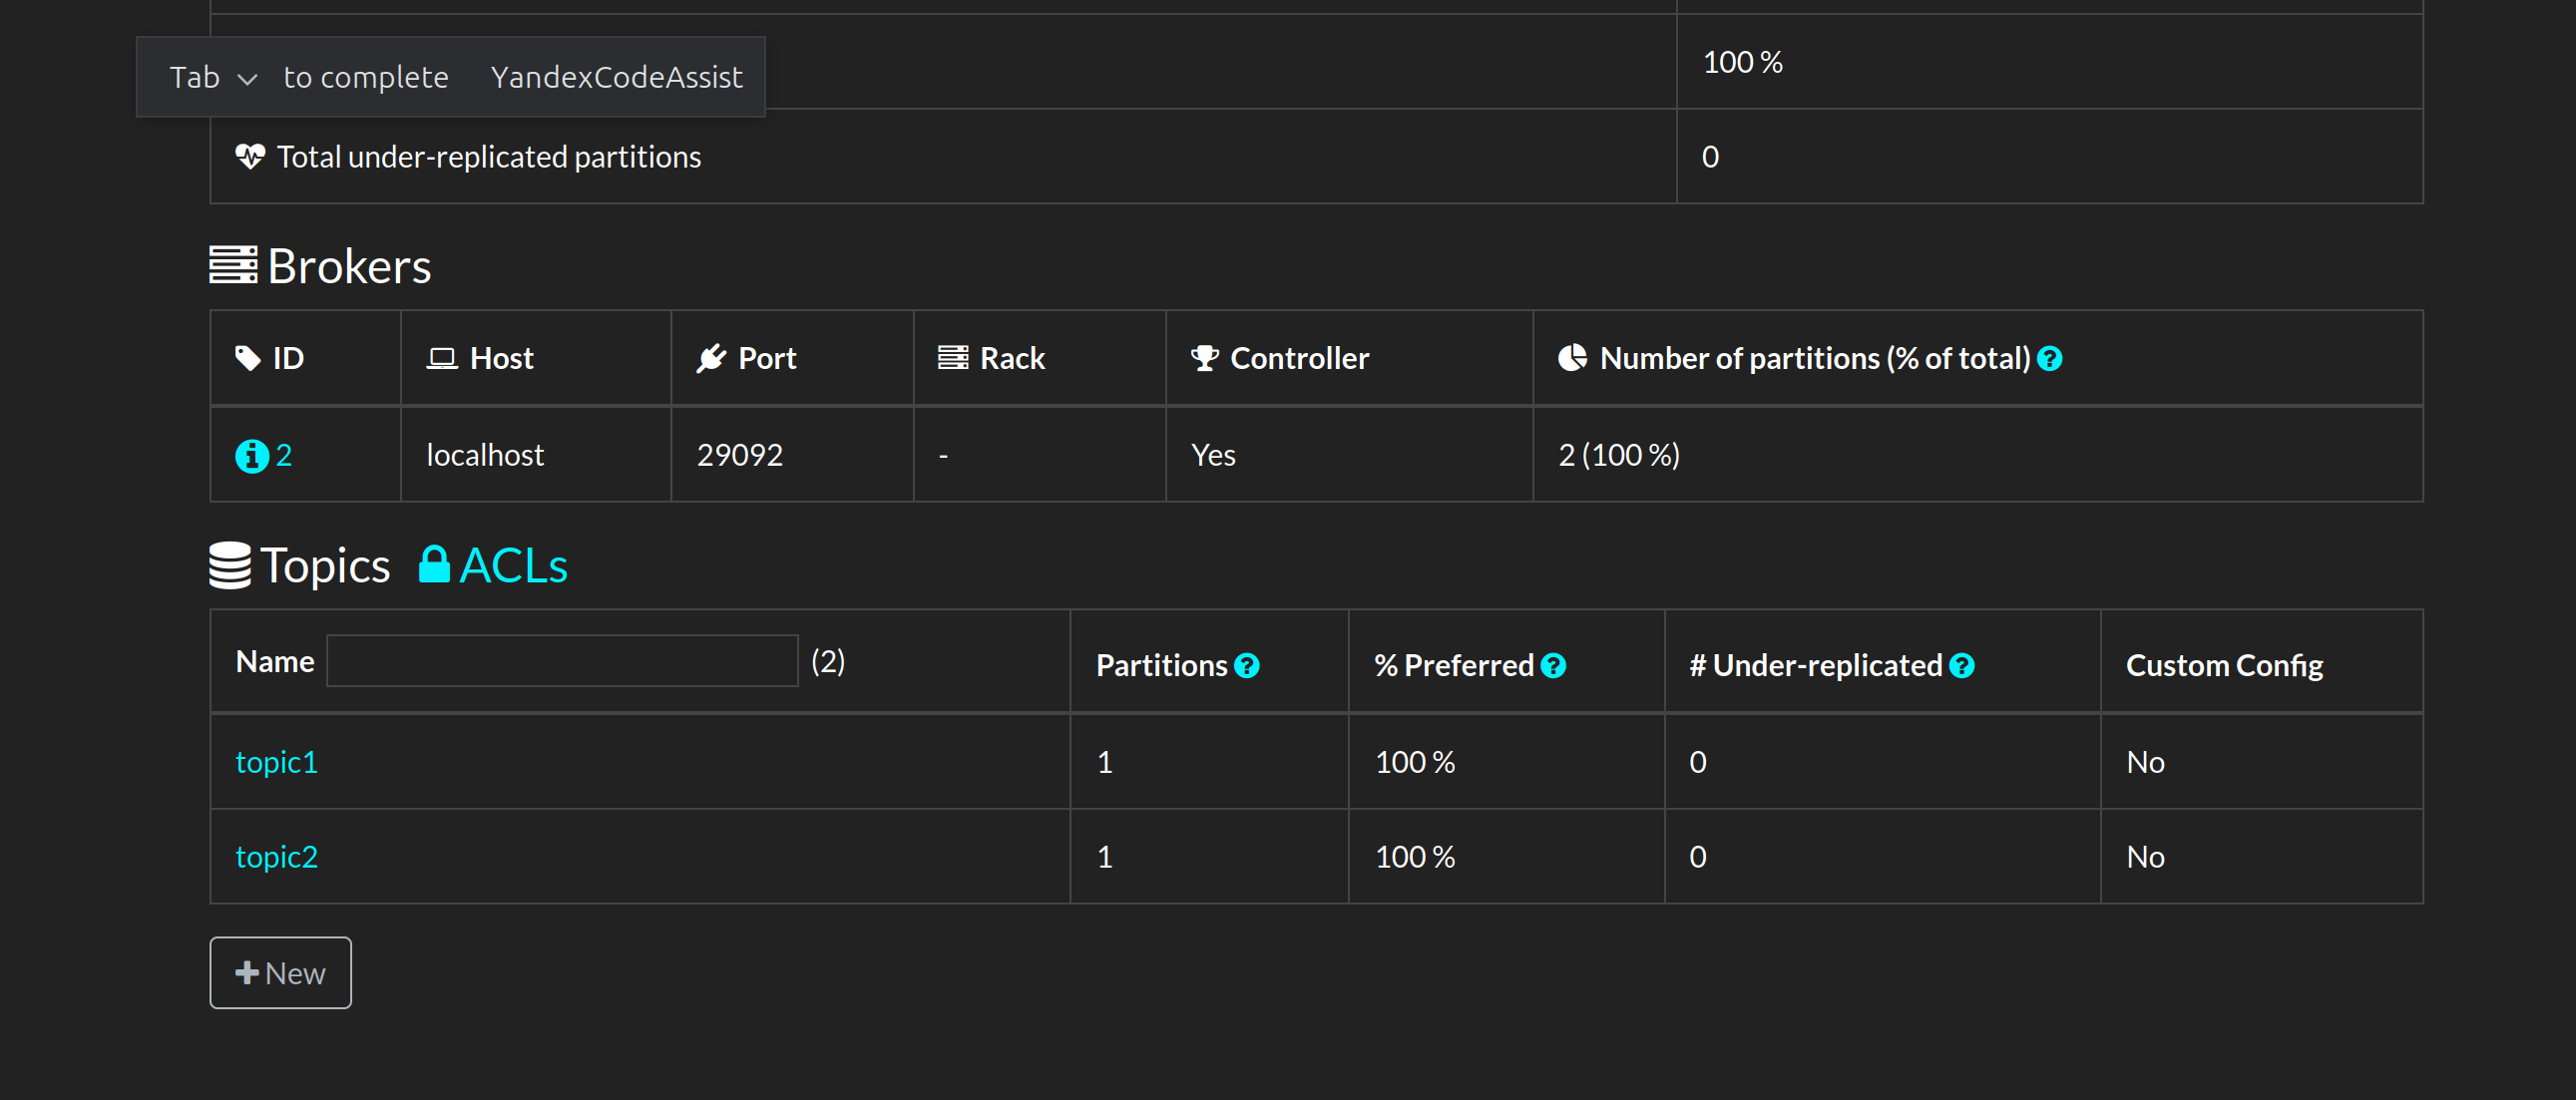 100 %
Tab to complete YandexCodeAssist
Total under-replicated partitions 0
Brokers
ID Host Port Rack Controller Number of partitions (% of total)
2 localhost 29092 - Yes 2 (100 %)
Topics ACLs
Name (2) Partitions % Preferred # Under-replicated Custom Config
topic1 1 100 % 0 No
topic2 1 100 % 0 No
New